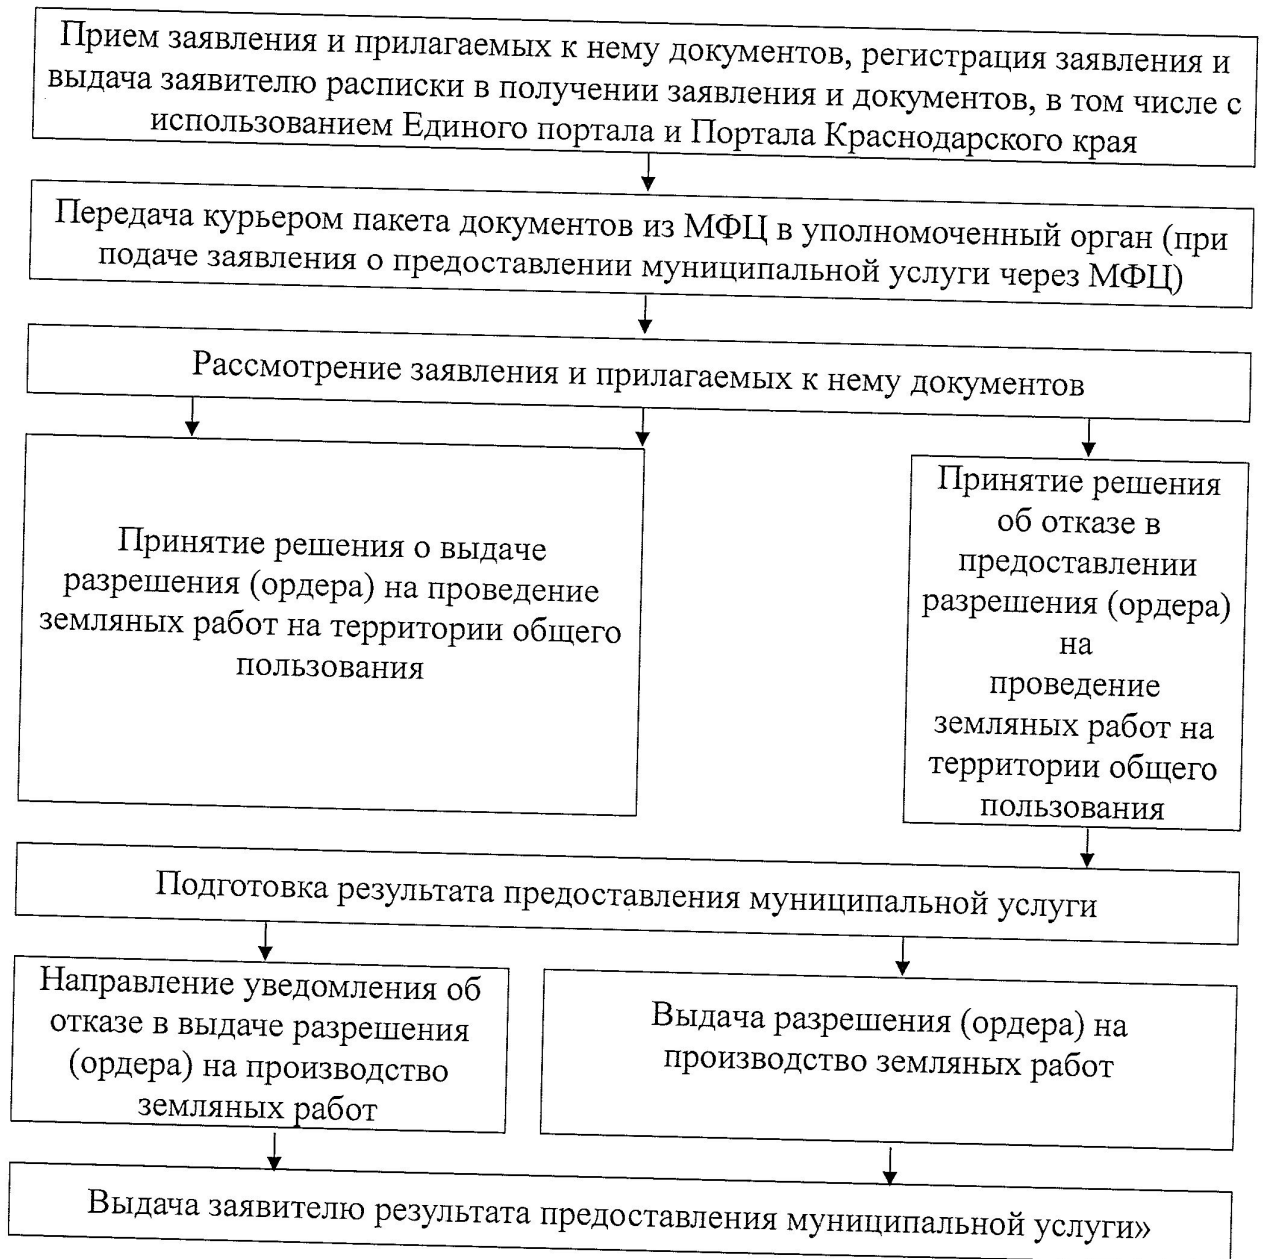 Прием заявления и прилагаемых к нему документов, регистрация заявления и
выдача заявителю расписки в получении заявления и документов, в том числе с
использованием Единого портала и Портала Краснодарского края
Передача курьером пакета документов из МФЦ в уполномоченный орган (при
подаче заявления о предоставлении муниципальной услуги через МФЦ)
Рассмотрение заявления и прилагаемых к нему документов
Принятие решения о выдаче
разрешения (ордера) на проведение
земляных работ на территории общего
пользования
Принятие решения
об отказе в
предоставлении
разрешения (ордера)
на
проведение
земляных работ на
территории общего
пользования
Подготовка результата предоставления муниципальной услуги
Направление уведомления об
отказе в выдаче разрешения
(ордера) на производство
земляных работ
Выдача разрешения (ордера) на
производство земляных работ
Выдача заявителю результата предоставления муниципальной услуги»